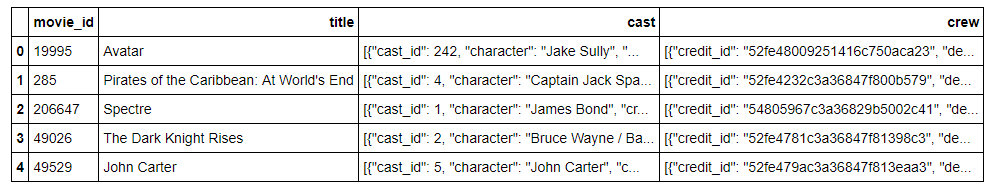 movie_id title cast crew
0 19995 Avatar [{"cast_id": 242, "character": "Jake Sully", "... [{"credit_id": "52fe48009251416c750aca23", "de...
1 285 Pirates of the Caribbean: At World's End [{"cast_id": 4, "character": "Captain Jack Spa... [{"credit_id": "52fe4232c3a36847f800b579", "de...
2 206647 Spectre [{"cast_id": 1, "character": "James Bond", "cr... [{"credit_id": "54805967c3a36829b5002c41", "de...
3 49026 The Dark Knight Rises [{"cast_id": 2, "character": "Bruce Wayne / Ba... [{"credit_id": "52fe4781c3a36847f81398c3", "de...
4 49529 John Carter [{"cast_id": 5, "character": "John Carter", "c... [{"credit_id": "52fe479ac3a36847f813eaa3", "de...